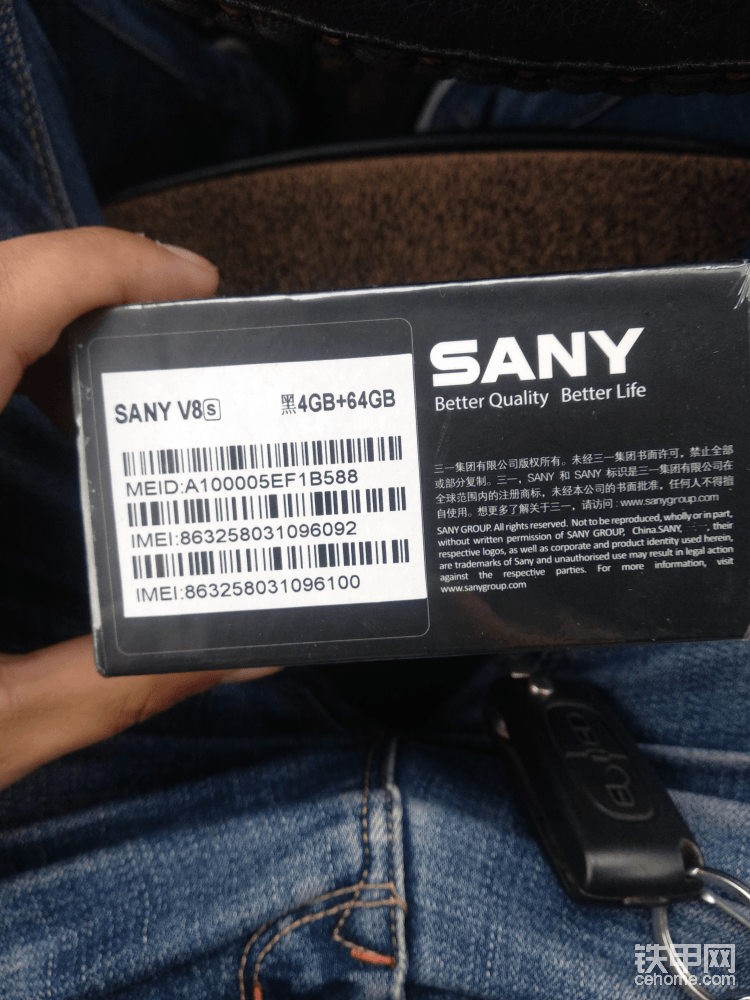 SANY V8s 黑4GB+64GB
MEID:A100005EF1B588
IMEI:863258031096092
IMEI:863258031096100
SANY
Better Quality Better Life
三一集团有限公司版权所有。未经三一集团书面许可，禁止全部
或部分复制。三一，SANY 和 SANY 标识是三一集团有限公司在
全球范围内的注册商标，未经本公司的书面批准，任何人不得擅
自使用。想更多了解关于三一，请访问：www.sanygroup.com
SANY GROUP. All rights reserved. Not to be reproduced, wholly or in part,
without written permission of SANY GROUP, China.SANY, their
respective logos, as well as corporate and product identity used herein,
are trademarks of Sany and unauthorised use may result in legal action
against the respective parties. For more information, visit
www.sanygroup.com
铁甲网
cehome.com